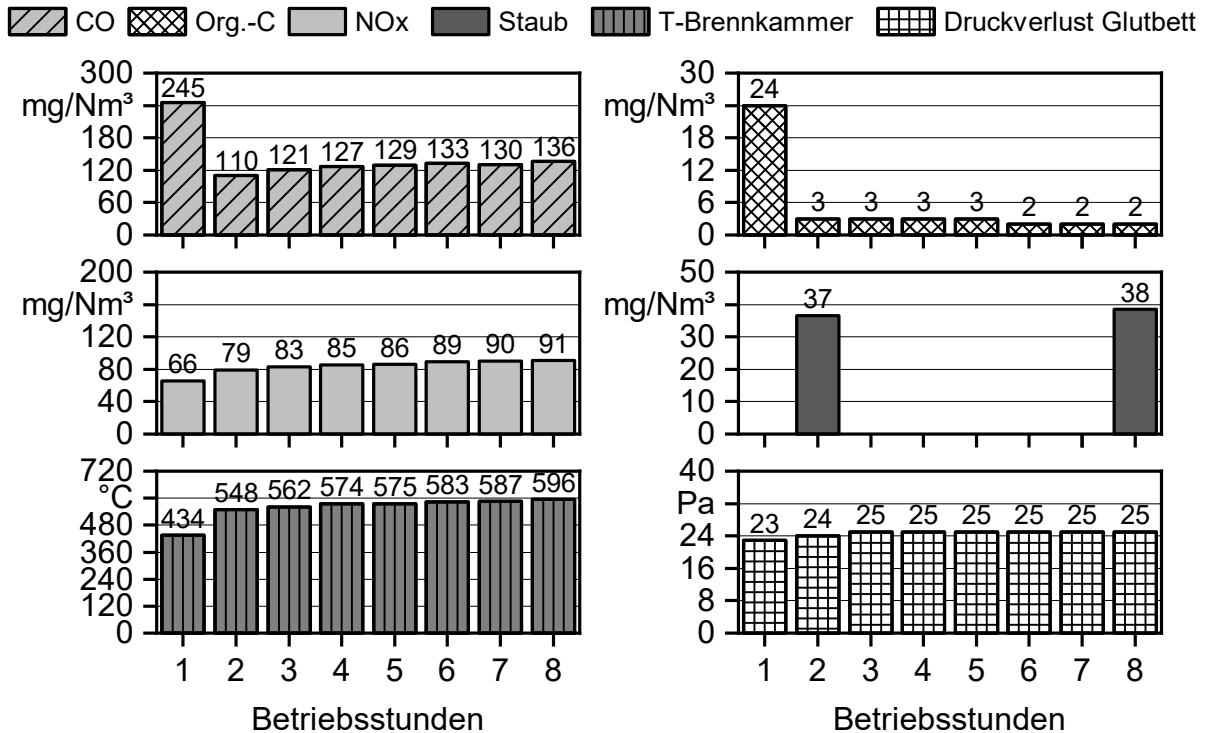 CO Org.-C NOx Staub T-Brennkammer Druckverlust Glutbett
300
mg/Nm³
180
120
60
0
245 110 121 127 129 133 130 136
30
mg/Nm³
18
12
6
0
24 3 3 3 3 2 2 2
200
mg/Nm³
120
80
40
0
66 79 83 85 86 89 90 91
50
mg/Nm³
30
20
10
0
37 38
720
°C
480
360
240
120
0
434 548 562 574 575 583 587 596
1 2 3 4 5 6 7 8
Betriebsstunden
40
Pa
24
16
8
0
23 24 25 25 25 25 25 25
1 2 3 4 5 6 7 8
Betriebsstunden